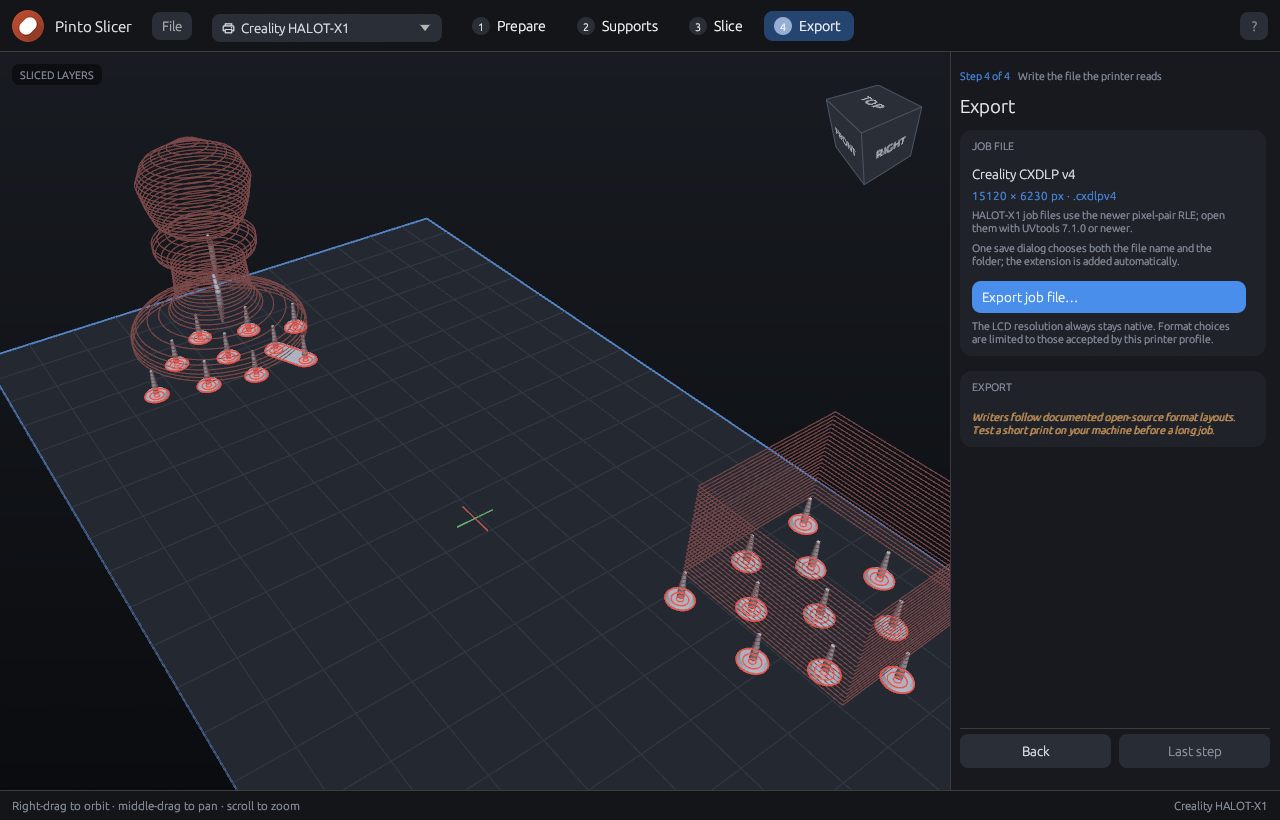 Pinto Slicer
File
Creality HALOT-X1
1 Prepare
2 Supports
3 Slice
4 Export
?
SLICED LAYERS
TOP
FRONT
RIGHT
Step 4 of 4 Write the file the printer reads
Export
JOB FILE
Creality CXDLP v4
15120 × 6230 px · .cxdlpv4
HALOT-X1 job files use the newer pixel-pair RLE; open
them with UVtools 7.1.0 or newer.
One save dialog chooses both the file name and the
folder; the extension is added automatically.
Export job file...
The LCD resolution always stays native. Format choices
are limited to those accepted by this printer profile.
EXPORT
Writers follow documented open-source format layouts.
Test a short print on your machine before a long job.
Back
Last step
Right-drag to orbit · middle-drag to pan · scroll to zoom
Creality HALOT-X1